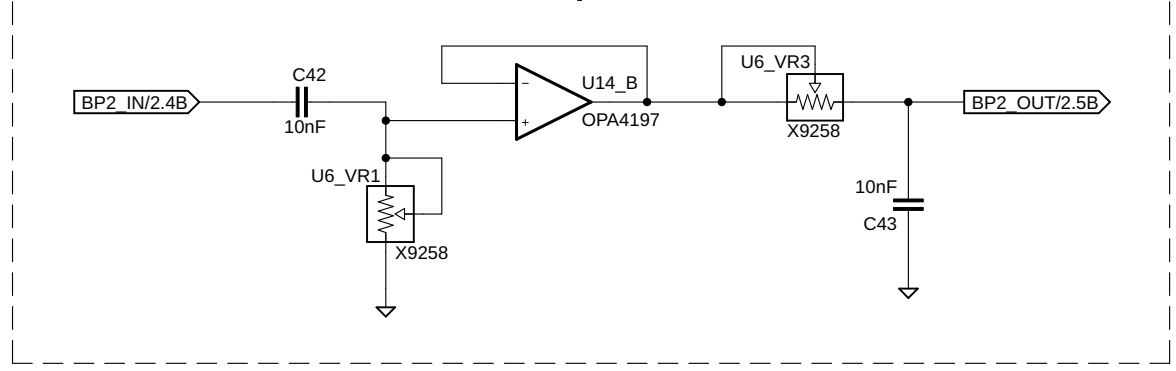 BP2_IN/2.4B
C42
10nF
U6_VR1
X9258
−
+
U14_B
OPA4197
U6_VR3
X9258
BP2_OUT/2.5B
10nF
C43